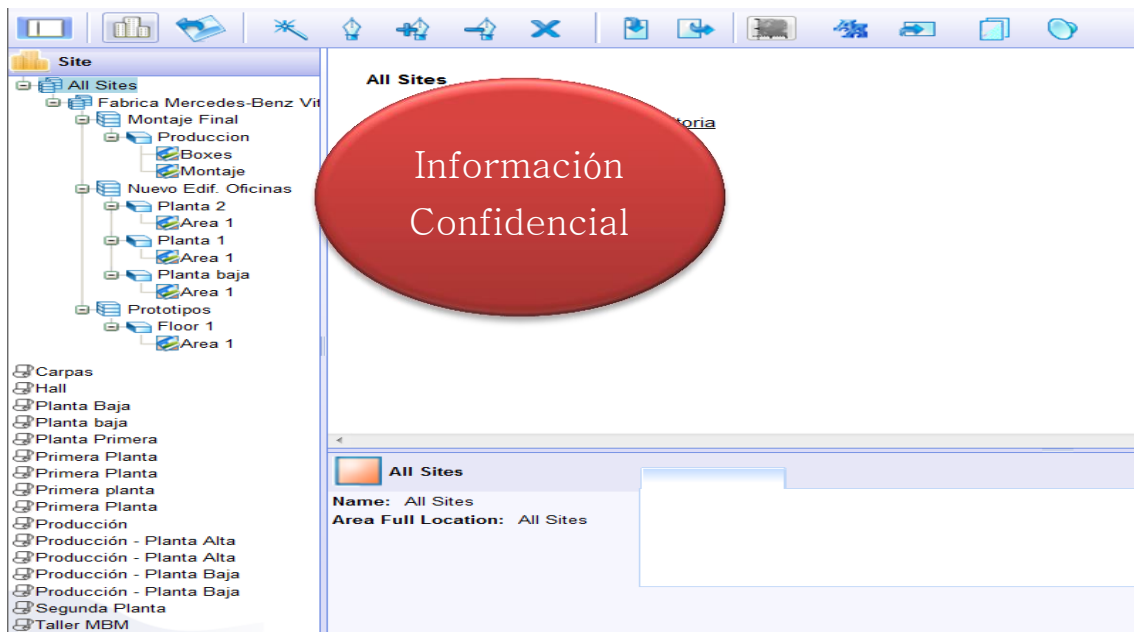 Site
All Sites
Fabrica Mercedes-Benz Vit
Montaje Final
Produccion
Boxes
Montaje
Nuevo Edif. Oficinas
Planta 2
Area 1
Planta 1
Area 1
Planta baja
Area 1
Prototipos
Floor 1
Area 1
Carpas
Hall
Planta Baja
Planta baja
Planta Primera
Primera Planta
Primera Planta
Primera planta
Primera Planta
Producción
Producción - Planta Alta
Producción - Planta Alta
Producción - Planta Baja
Producción - Planta Baja
Segunda Planta
Taller MBM
All Sites
toria
Información
Confidencial
All Sites
Name: All Sites
Area Full Location: All Sites